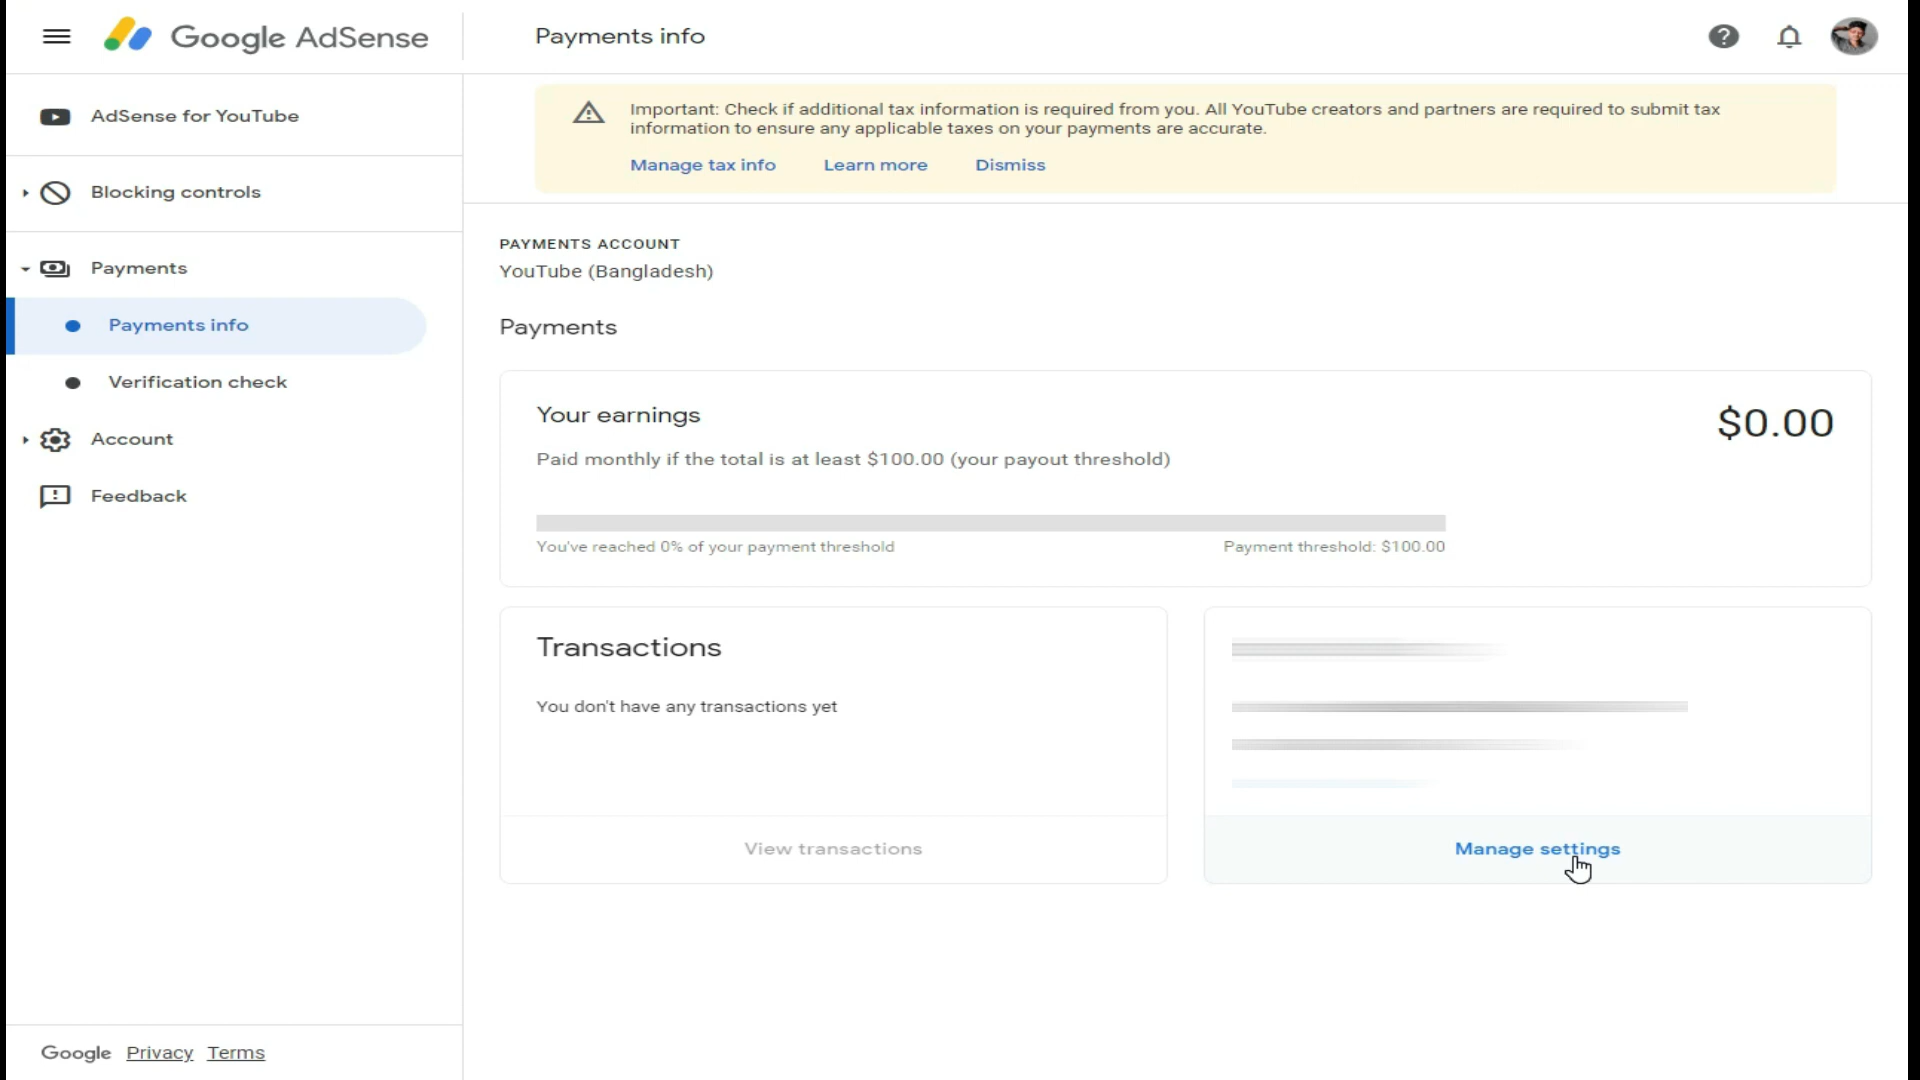 Google AdSense
Payments info
AdSense for YouTube
Blocking controls
Payments
Payments info
Verification check
Account
Feedback
Google Privacy Terms
Important: Check if additional tax information is required from you. All YouTube creators and partners are required to submit tax
information to ensure any applicable taxes on your payments are accurate.
Manage tax info Learn more Dismiss
PAYMENTS ACCOUNT
YouTube (Bangladesh)
Payments
Your earnings
$0.00
Paid monthly if the total is at least $100.00 (your payout threshold)
You've reached 0% of your payment threshold
Payment threshold: $100.00
Transactions
You don't have any transactions yet
View transactions
Manage settings